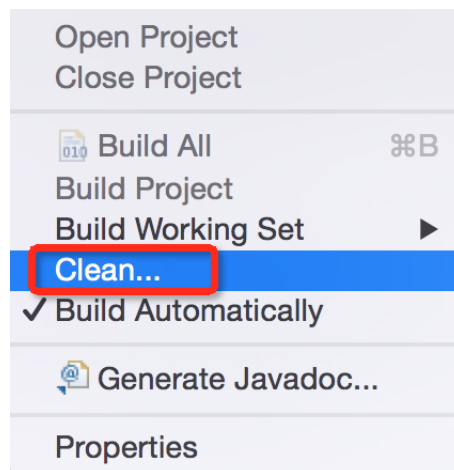 Open Project
Close Project
Build All ⌘B
Build Project
Build Working Set
Clean...
Build Automatically
Generate Javadoc...
Properties